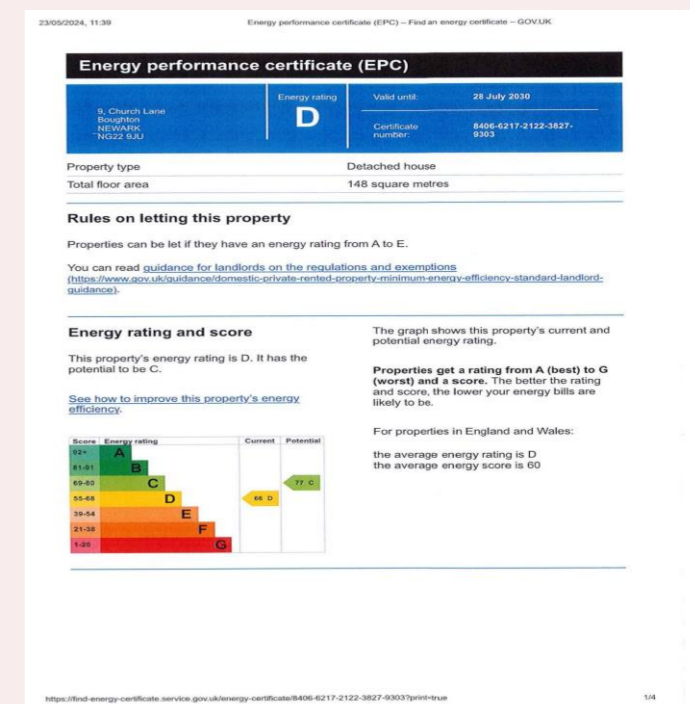 23/05/2024, 11:39
Energy performance certificate (EPC) – Find an energy certificate – GOV.UK
Energy performance certificate (EPC)
9, Church Lane
Boughton
NEWARK
NG22 9JU
Energy rating
D
Valid until:
28 July 2030
Certificate
number:
8406-6217-2122-3827-
9303
Property type
Detached house
Total floor area
148 square metres
Rules on letting this property
Properties can be let if they have an energy rating from A to E.
You can read guidance for landlords on the regulations and exemptions
(https://www.gov.uk/guidance/domestic-private-rented-property-minimum-energy-efficiency-standard-landlord-
guidance).
Energy rating and score
This property's energy rating is D. It has the
potential to be C.
See how to improve this property's energy
efficiency.
Score Energy rating Current Potential
92+ A
81-91 B
69-80 C 77 C
55-68 D 66 D
39-54 E
21-38 F
1-20 G
The graph shows this property's current and
potential energy rating.
Properties get a rating from A (best) to G
(worst) and a score. The better the rating
and score, the lower your energy bills are
likely to be.
For properties in England and Wales:
the average energy rating is D
the average energy score is 60
https://find-energy-certificate.service.gov.uk/energy-certificate/8406-6217-2122-3827-9303?print=true
1/4